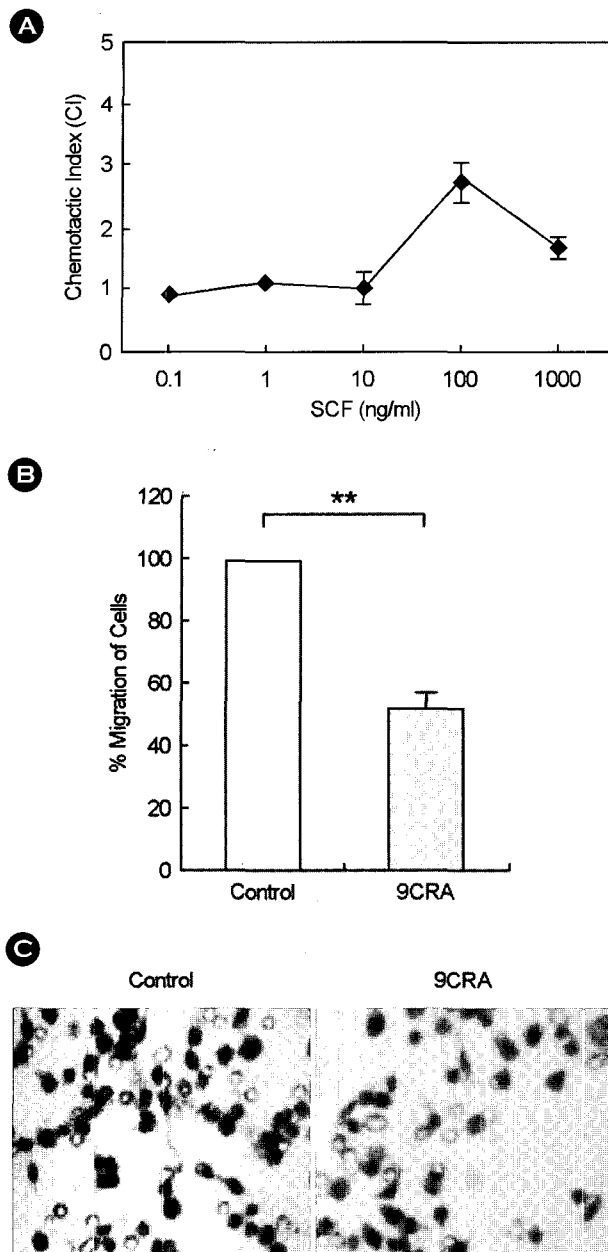 A
5
4
3
2
1
0
Chemotactic Index (CI)
0.1 1 10 100 1000
SCF (ng/ml)
B
120
100
80
60
40
20
0
% Migration of Cells
**
Control 9CRA
C
Control 9CRA